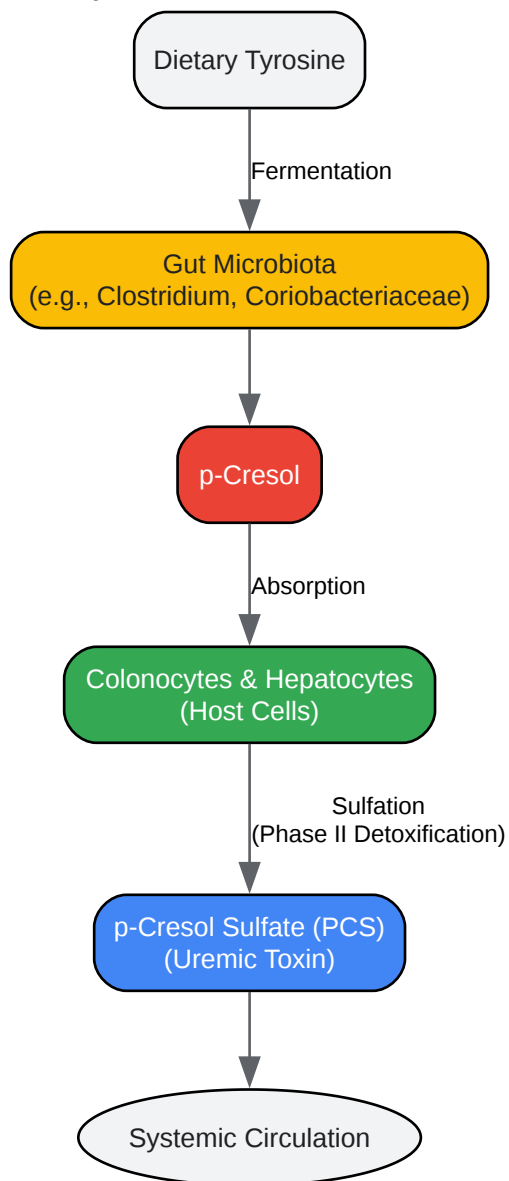 Dietary Tyrosine
Fermentation
Gut Microbiota
(e.g., Clostridium, Coriobacteriaceae)
p-Cresol
Absorption
Colonocytes & Hepatocytes
(Host Cells)
Sulfation
(Phase II Detoxification)
p-Cresol Sulfate (PCS)
(Uremic Toxin)
Systemic Circulation